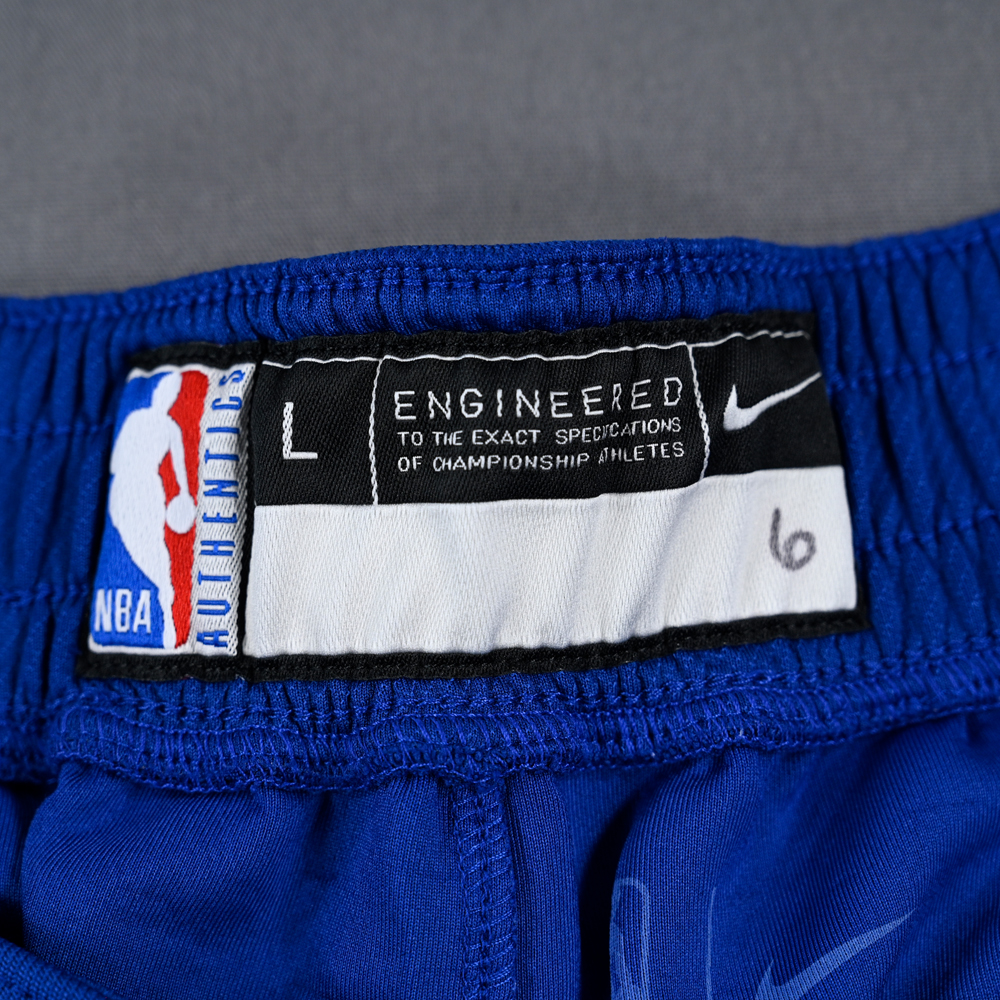 NBA
AUTHENTICS
L
ENGINEERED
TO THE EXACT SPECIFICATIONS
OF CHAMPIONSHIP ATHLETES
6